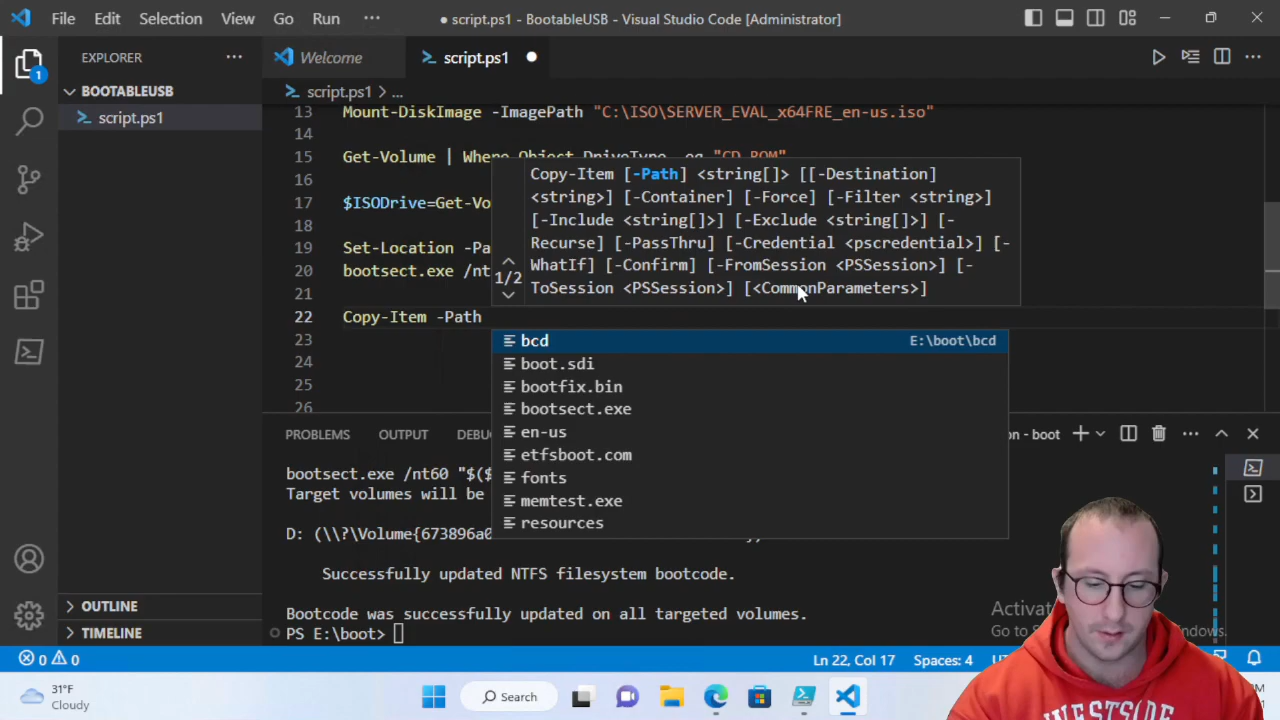 File Edit Selection View Go Run ··· ● script.ps1 - BootableUSB - Visual Studio Code [Administrator]
EXPLORER ··· Welcome script.ps1 ●
BOOTABLEUSB script.ps1 > ...
script.ps1
13 Mount-DiskImage -ImagePath "C:\ISO\SERVER_EVAL_x64FRE_en-us.iso"
14
15 Get-Volume | Where
16
17 $ISODrive=Get-Vo
18
19 Set-Location -Pa
20 bootsect.exe /nt
21
22 Copy-Item -Path
23
24
25
26
Copy-Item [-Path] <string[]> [[-Destination]
<string>] [-Container] [-Force] [-Filter <string>]
[-Include <string[]>] [-Exclude <string[]>] [-
Recurse] [-PassThru] [-Credential <pscredential>] [-
WhatIf] [-Confirm] [-FromSession <PSSession>] [-
ToSession <PSSession>] [<CommonParameters>]
1/2
bcd E:\boot\bcd
boot.sdi
bootfix.bin
bootsect.exe
en-us
etfsboot.com
fonts
memtest.exe
resources
PROBLEMS OUTPUT DEBU on - boot
bootsect.exe /nt60 "$($
Target volumes will be
D: (\\?\Volume{673896a0
Successfully updated NTFS filesystem bootcode.
Bootcode was successfully updated on all targeted volumes.
PS E:\boot>
OUTLINE
TIMELINE
Activa
Go to S ndows.
0 0 Ln 22, Col 17 Spaces: 4
31°F
Cloudy
Search
1